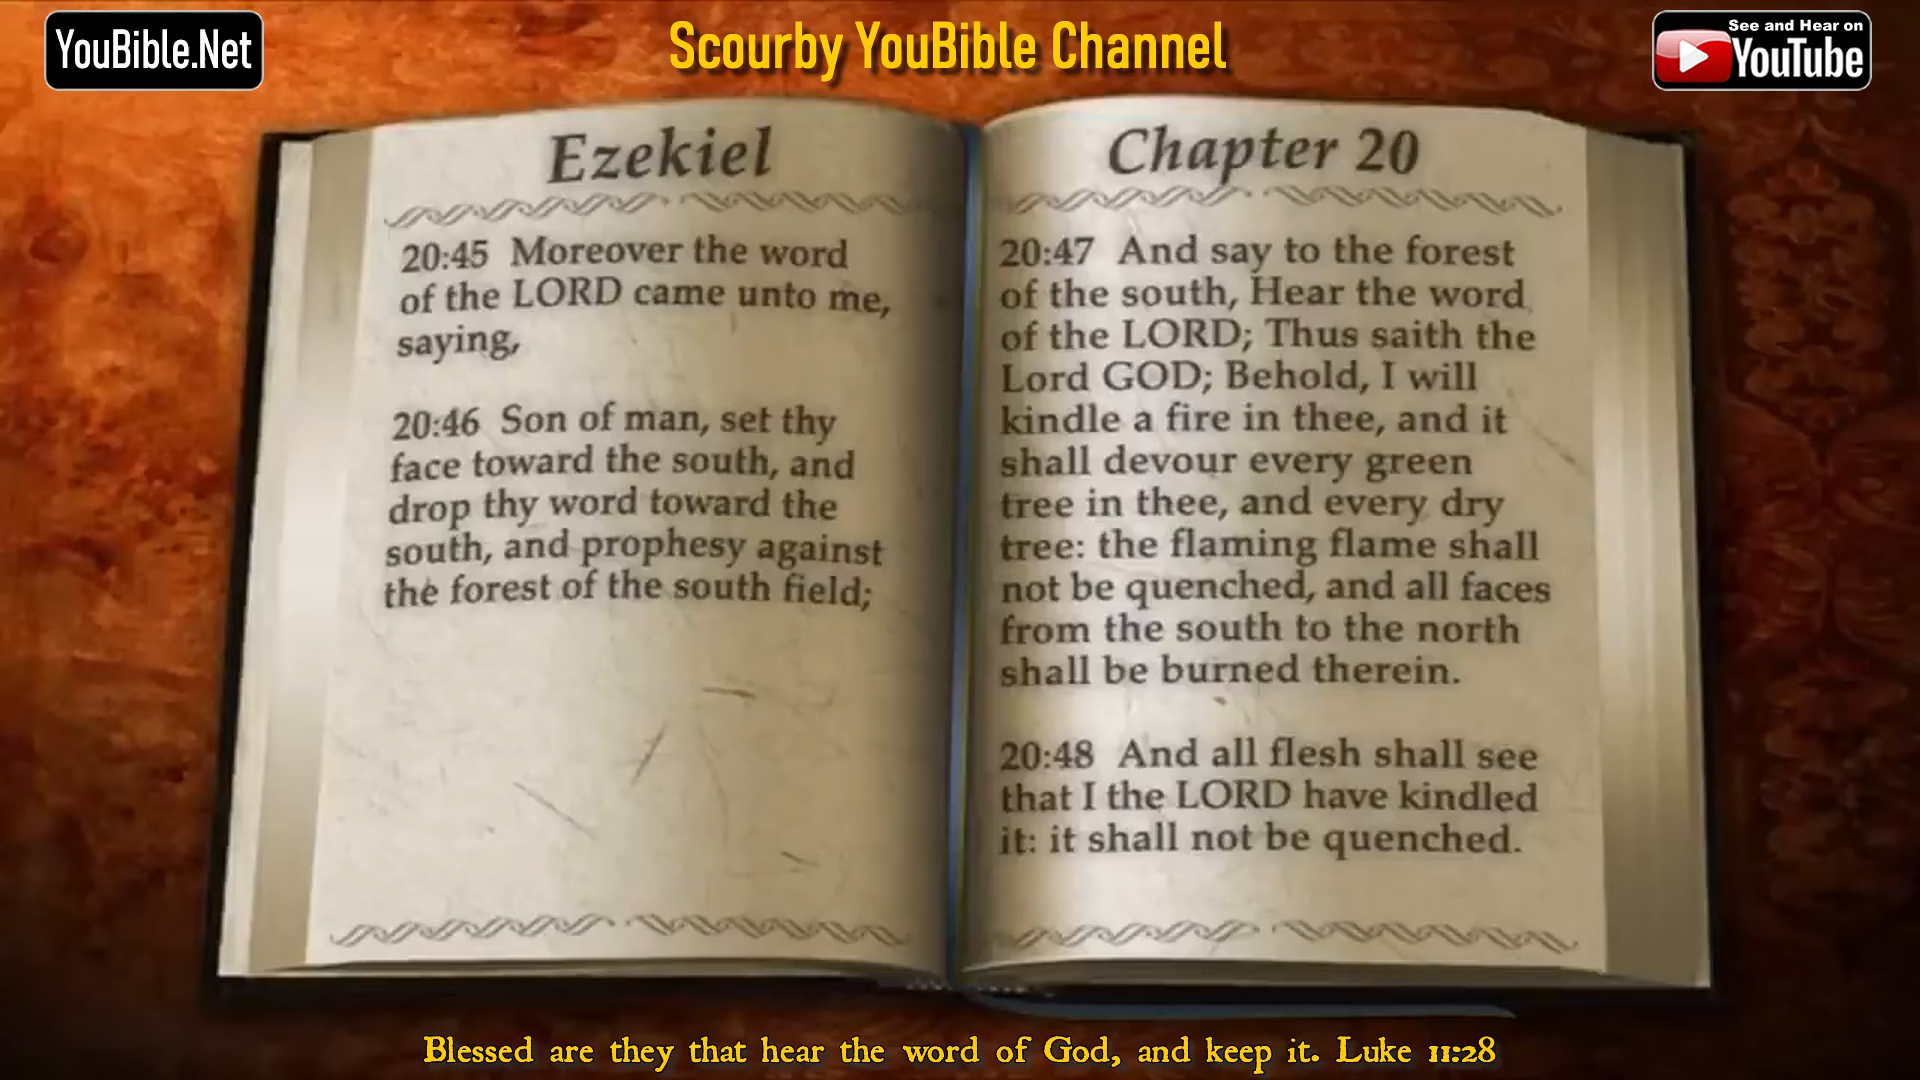 YouBible.Net
Scourby YouBible Channel
See and Hear on
YouTube
Ezekiel
20:45 Moreover the word
of the LORD came unto me,
saying,
20:46 Son of man, set thy
face toward the south, and
drop thy word toward the
south, and prophesy against
the forest of the south field;
Chapter 20
20:47 And say to the forest
of the south, Hear the word
of the LORD; Thus saith the
Lord GOD; Behold, I will
kindle a fire in thee, and it
shall devour every green
tree in thee, and every dry
tree: the flaming flame shall
not be quenched, and all faces
from the south to the north
shall be burned therein.
20:48 And all flesh shall see
that I the LORD have kindled
it: it shall not be quenched.
Blessed are they that hear the word of God, and keep it. Luke 11:28